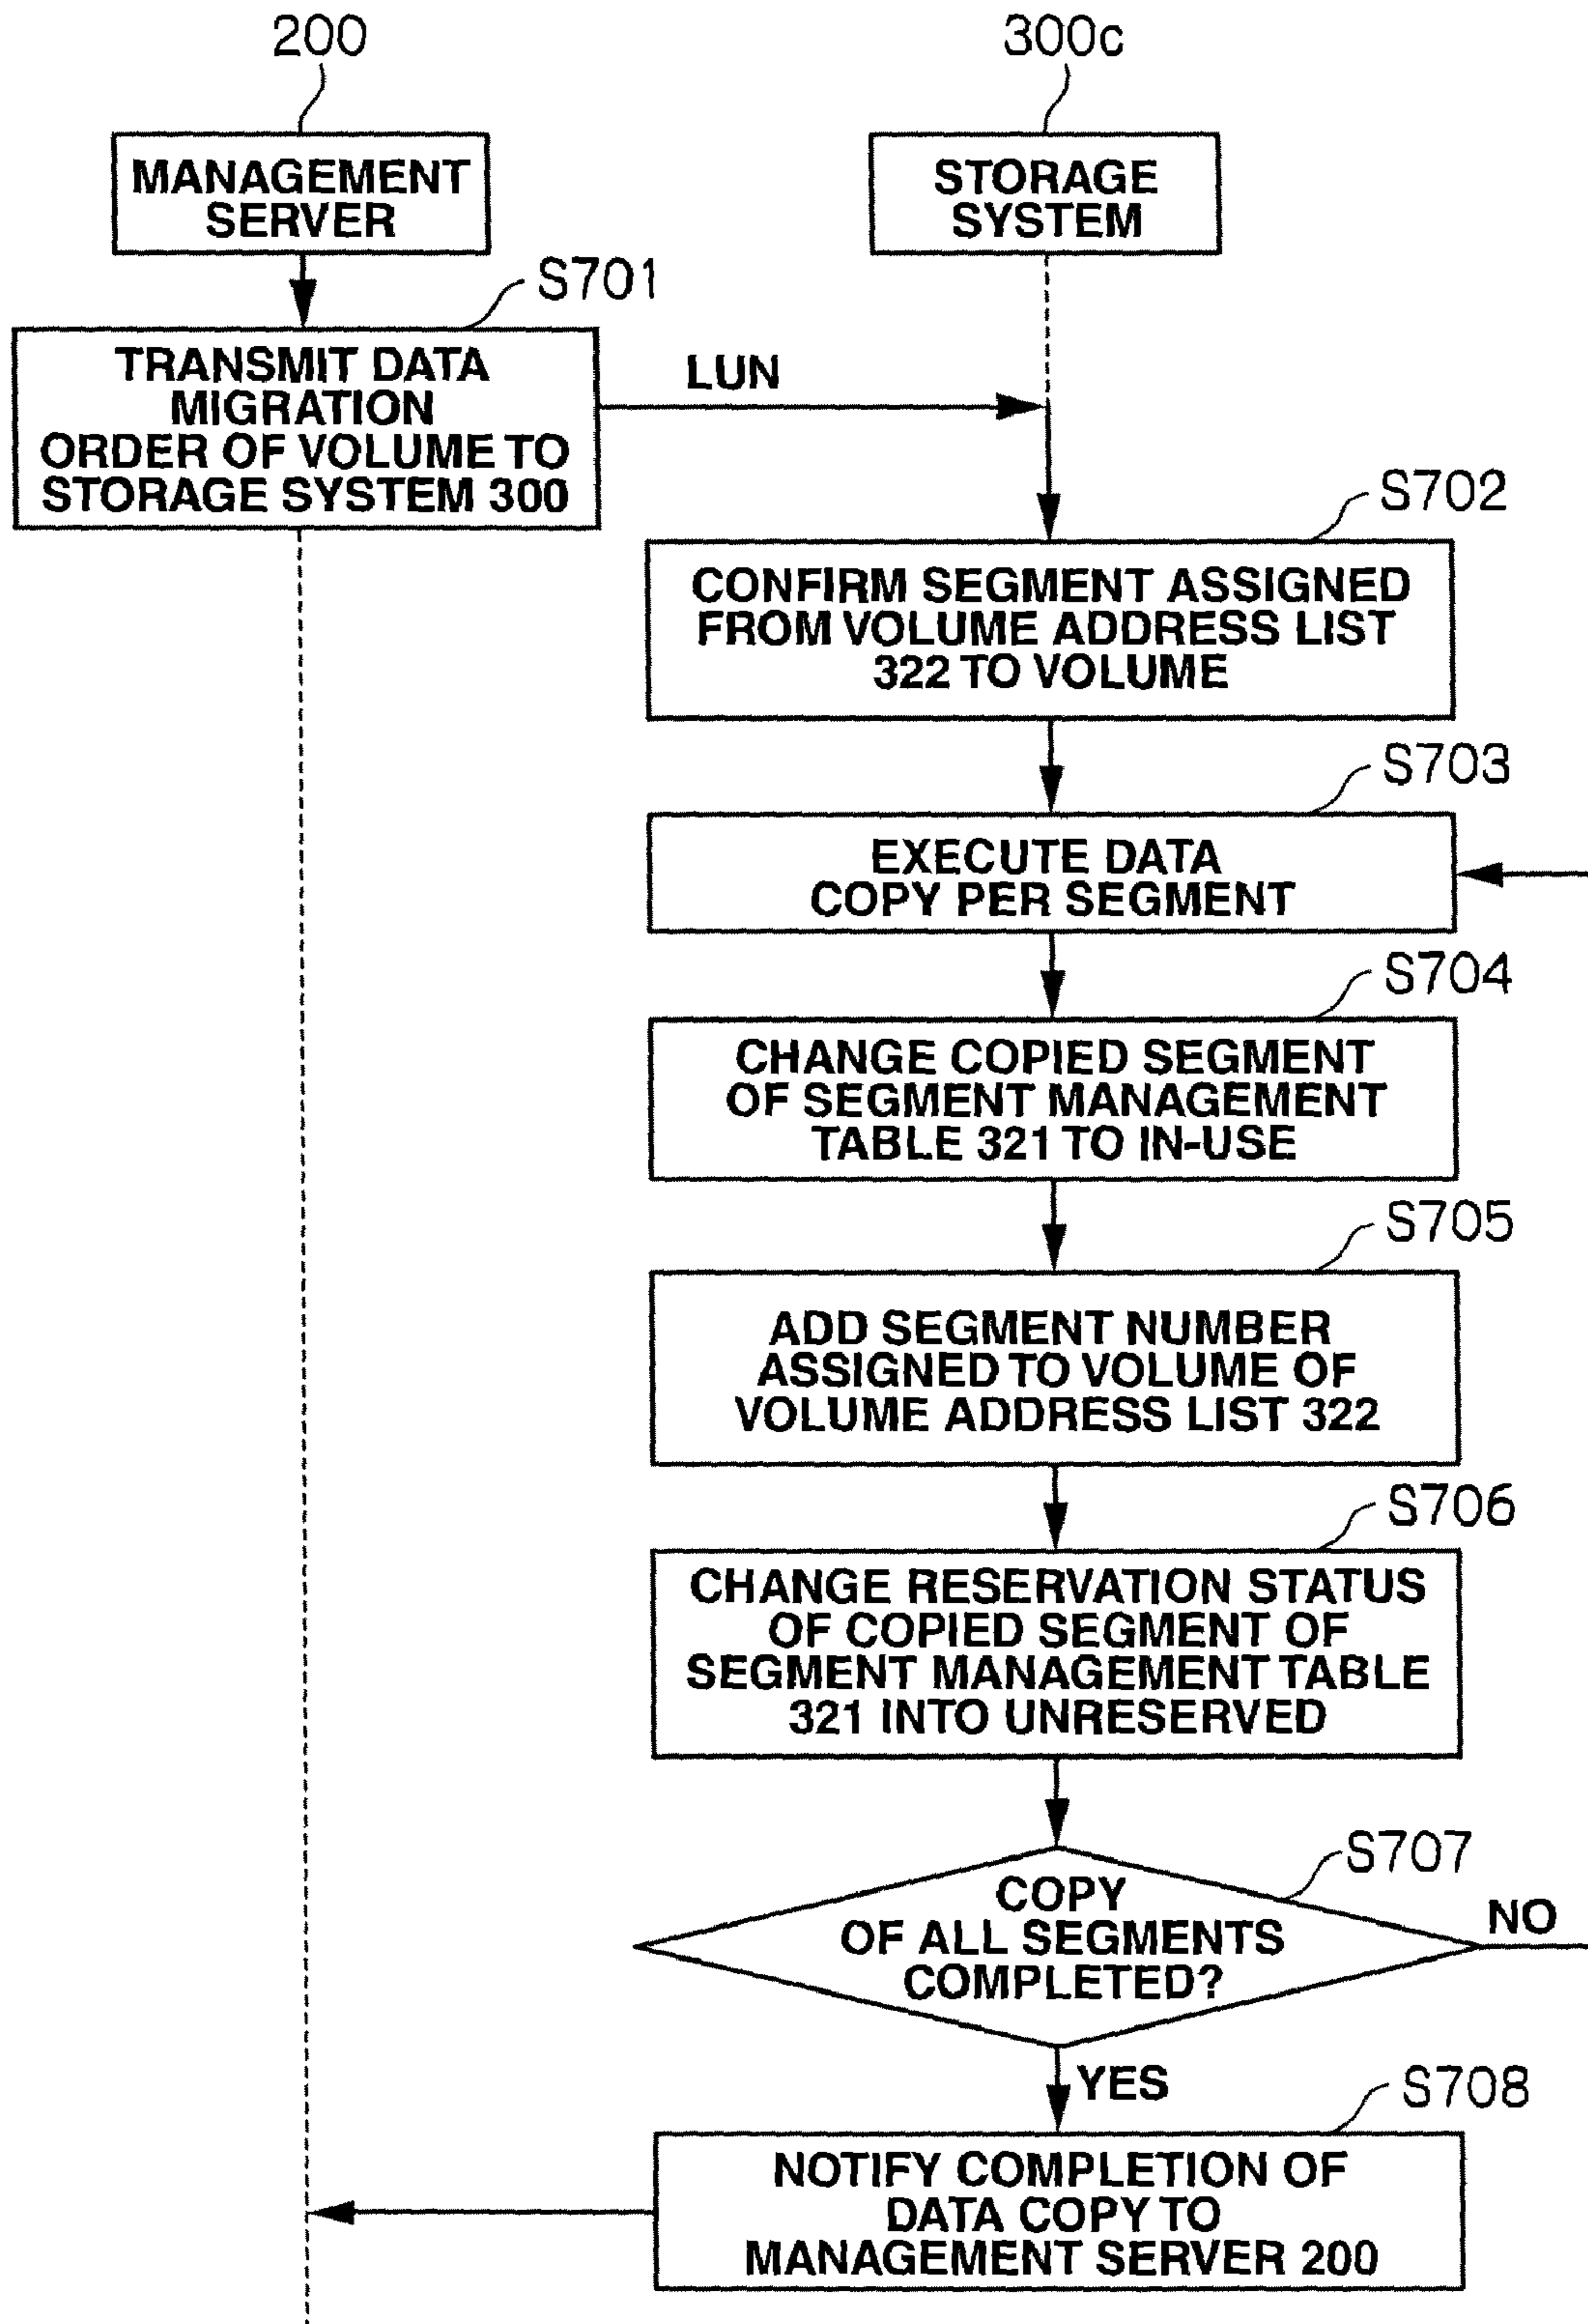 200
300c
MANAGEMENT
SERVER
STORAGE
SYSTEM
S701
TRANSMIT DATA
MIGRATION
ORDER OF VOLUME TO
STORAGE SYSTEM 300
LUN
S702
CONFIRM SEGMENT ASSIGNED
FROM VOLUME ADDRESS LIST
322 TO VOLUME
S703
EXECUTE DATA
COPY PER SEGMENT
S704
CHANGE COPIED SEGMENT
OF SEGMENT MANAGEMENT
TABLE 321 TO IN-USE
S705
ADD SEGMENT NUMBER
ASSIGNED TO VOLUME OF
VOLUME ADDRESS LIST 322
S706
CHANGE RESERVATION STATUS
OF COPIED SEGMENT OF
SEGMENT MANAGEMENT TABLE
321 INTO UNRESERVED
S707
COPY
OF ALL SEGMENTS
COMPLETED?
NO
YES
S708
NOTIFY COMPLETION OF
DATA COPY TO
MANAGEMENT SERVER 200